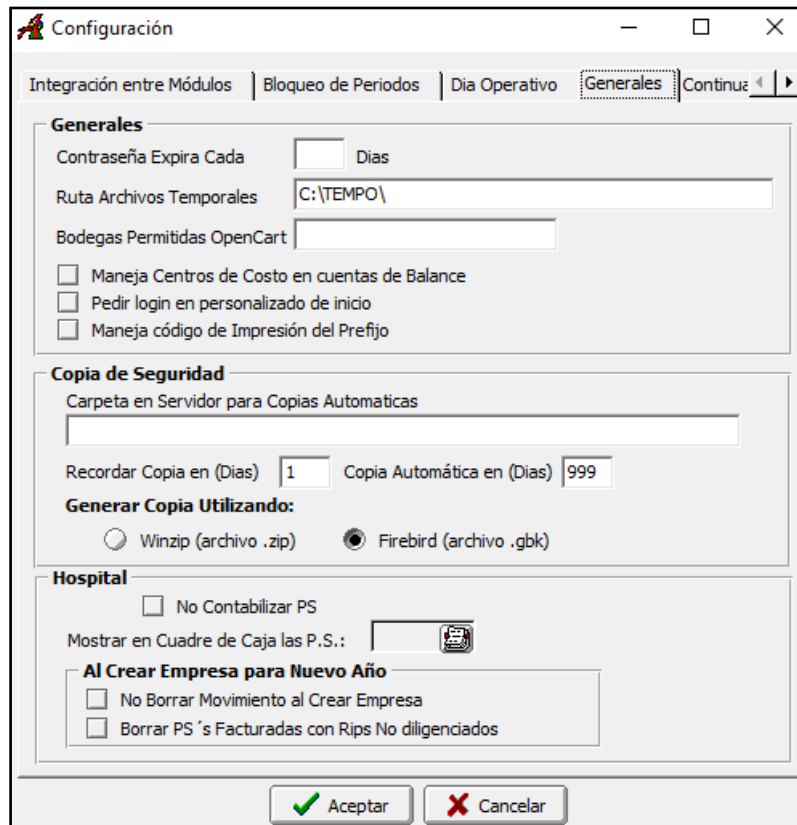 Configuración
Integración entre Módulos Bloqueo de Periodos Dia Operativo Generales Continua
Generales
Contraseña Expira Cada Dias
Ruta Archivos Temporales C:\TEMPO\
Bodegas Permitidas OpenCart
Maneja Centros de Costo en cuentas de Balance
Pedir login en personalizado de inicio
Maneja código de Impresión del Prefijo
Copia de Seguridad
Carpeta en Servidor para Copias Automaticas
Recordar Copia en (Dias) 1 Copia Automática en (Dias) 999
Generar Copia Utilizando:
Winzip (archivo .zip) Firebird (archivo .gbk)
Hospital
No Contabilizar PS
Mostrar en Cuadre de Caja las P.S.:
Al Crear Empresa para Nuevo Año
No Borrar Movimiento al Crear Empresa
Borrar PS´s Facturadas con Rips No diligenciados
Aceptar Cancelar